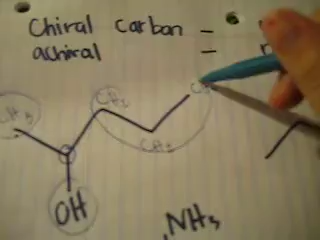 Chiral carbon =
achiral =
CH3
CH2
CH2
OH
NH3